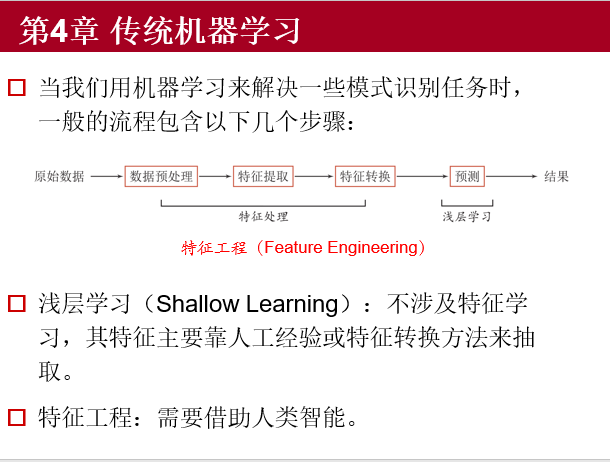 第4章 传统机器学习
当我们用机器学习来解决一些模式识别任务时，
一般的流程包含以下几个步骤：
原始数据 数据预处理 特征提取 特征转换 预测 结果
特征处理 浅层学习
特征工程（Feature Engineering）
浅层学习（Shallow Learning）：不涉及特征学
习，其特征主要靠人工经验或特征转换方法来抽
取。
特征工程：需要借助人类智能。